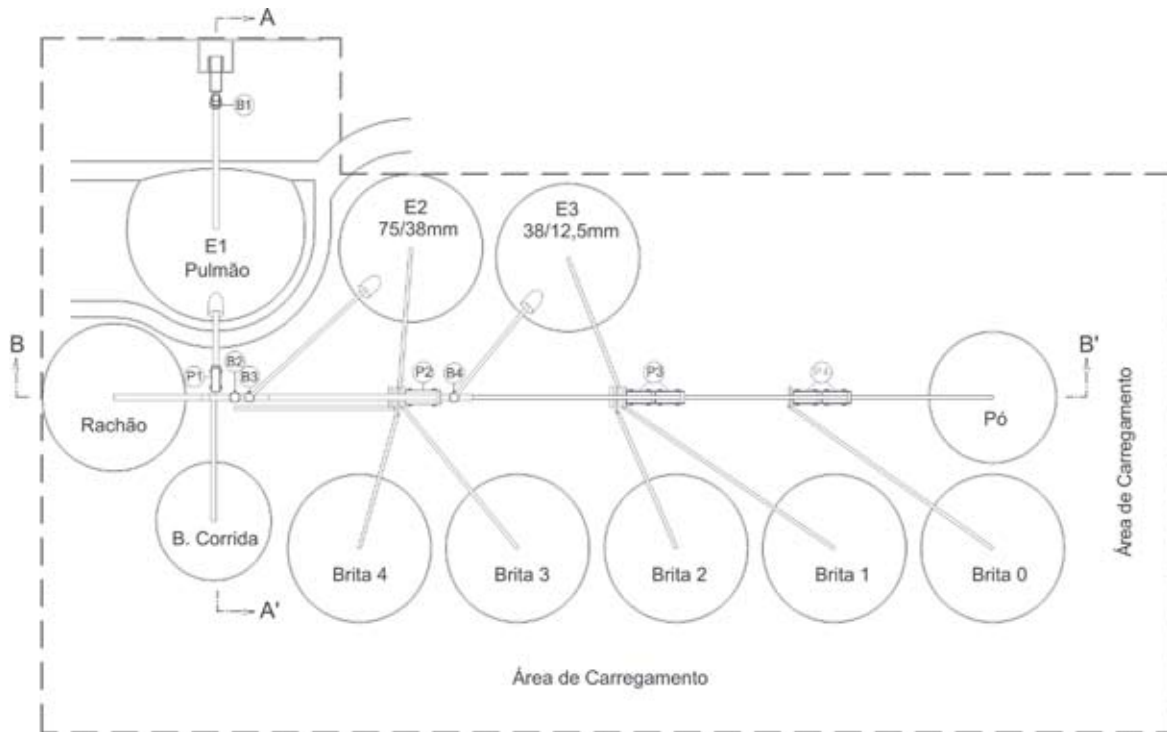 A
B1
E2
75/38mm
E3
38/12,5mm
E1
Pulmão
B
B'
P1
B2
B3
P2
B4
P3
P4
Rachão
Pó
B. Corrida
Brita 4
Brita 3
Brita 2
Brita 1
Brita 0
A'
Área de Carregamento
Área de Carregamento